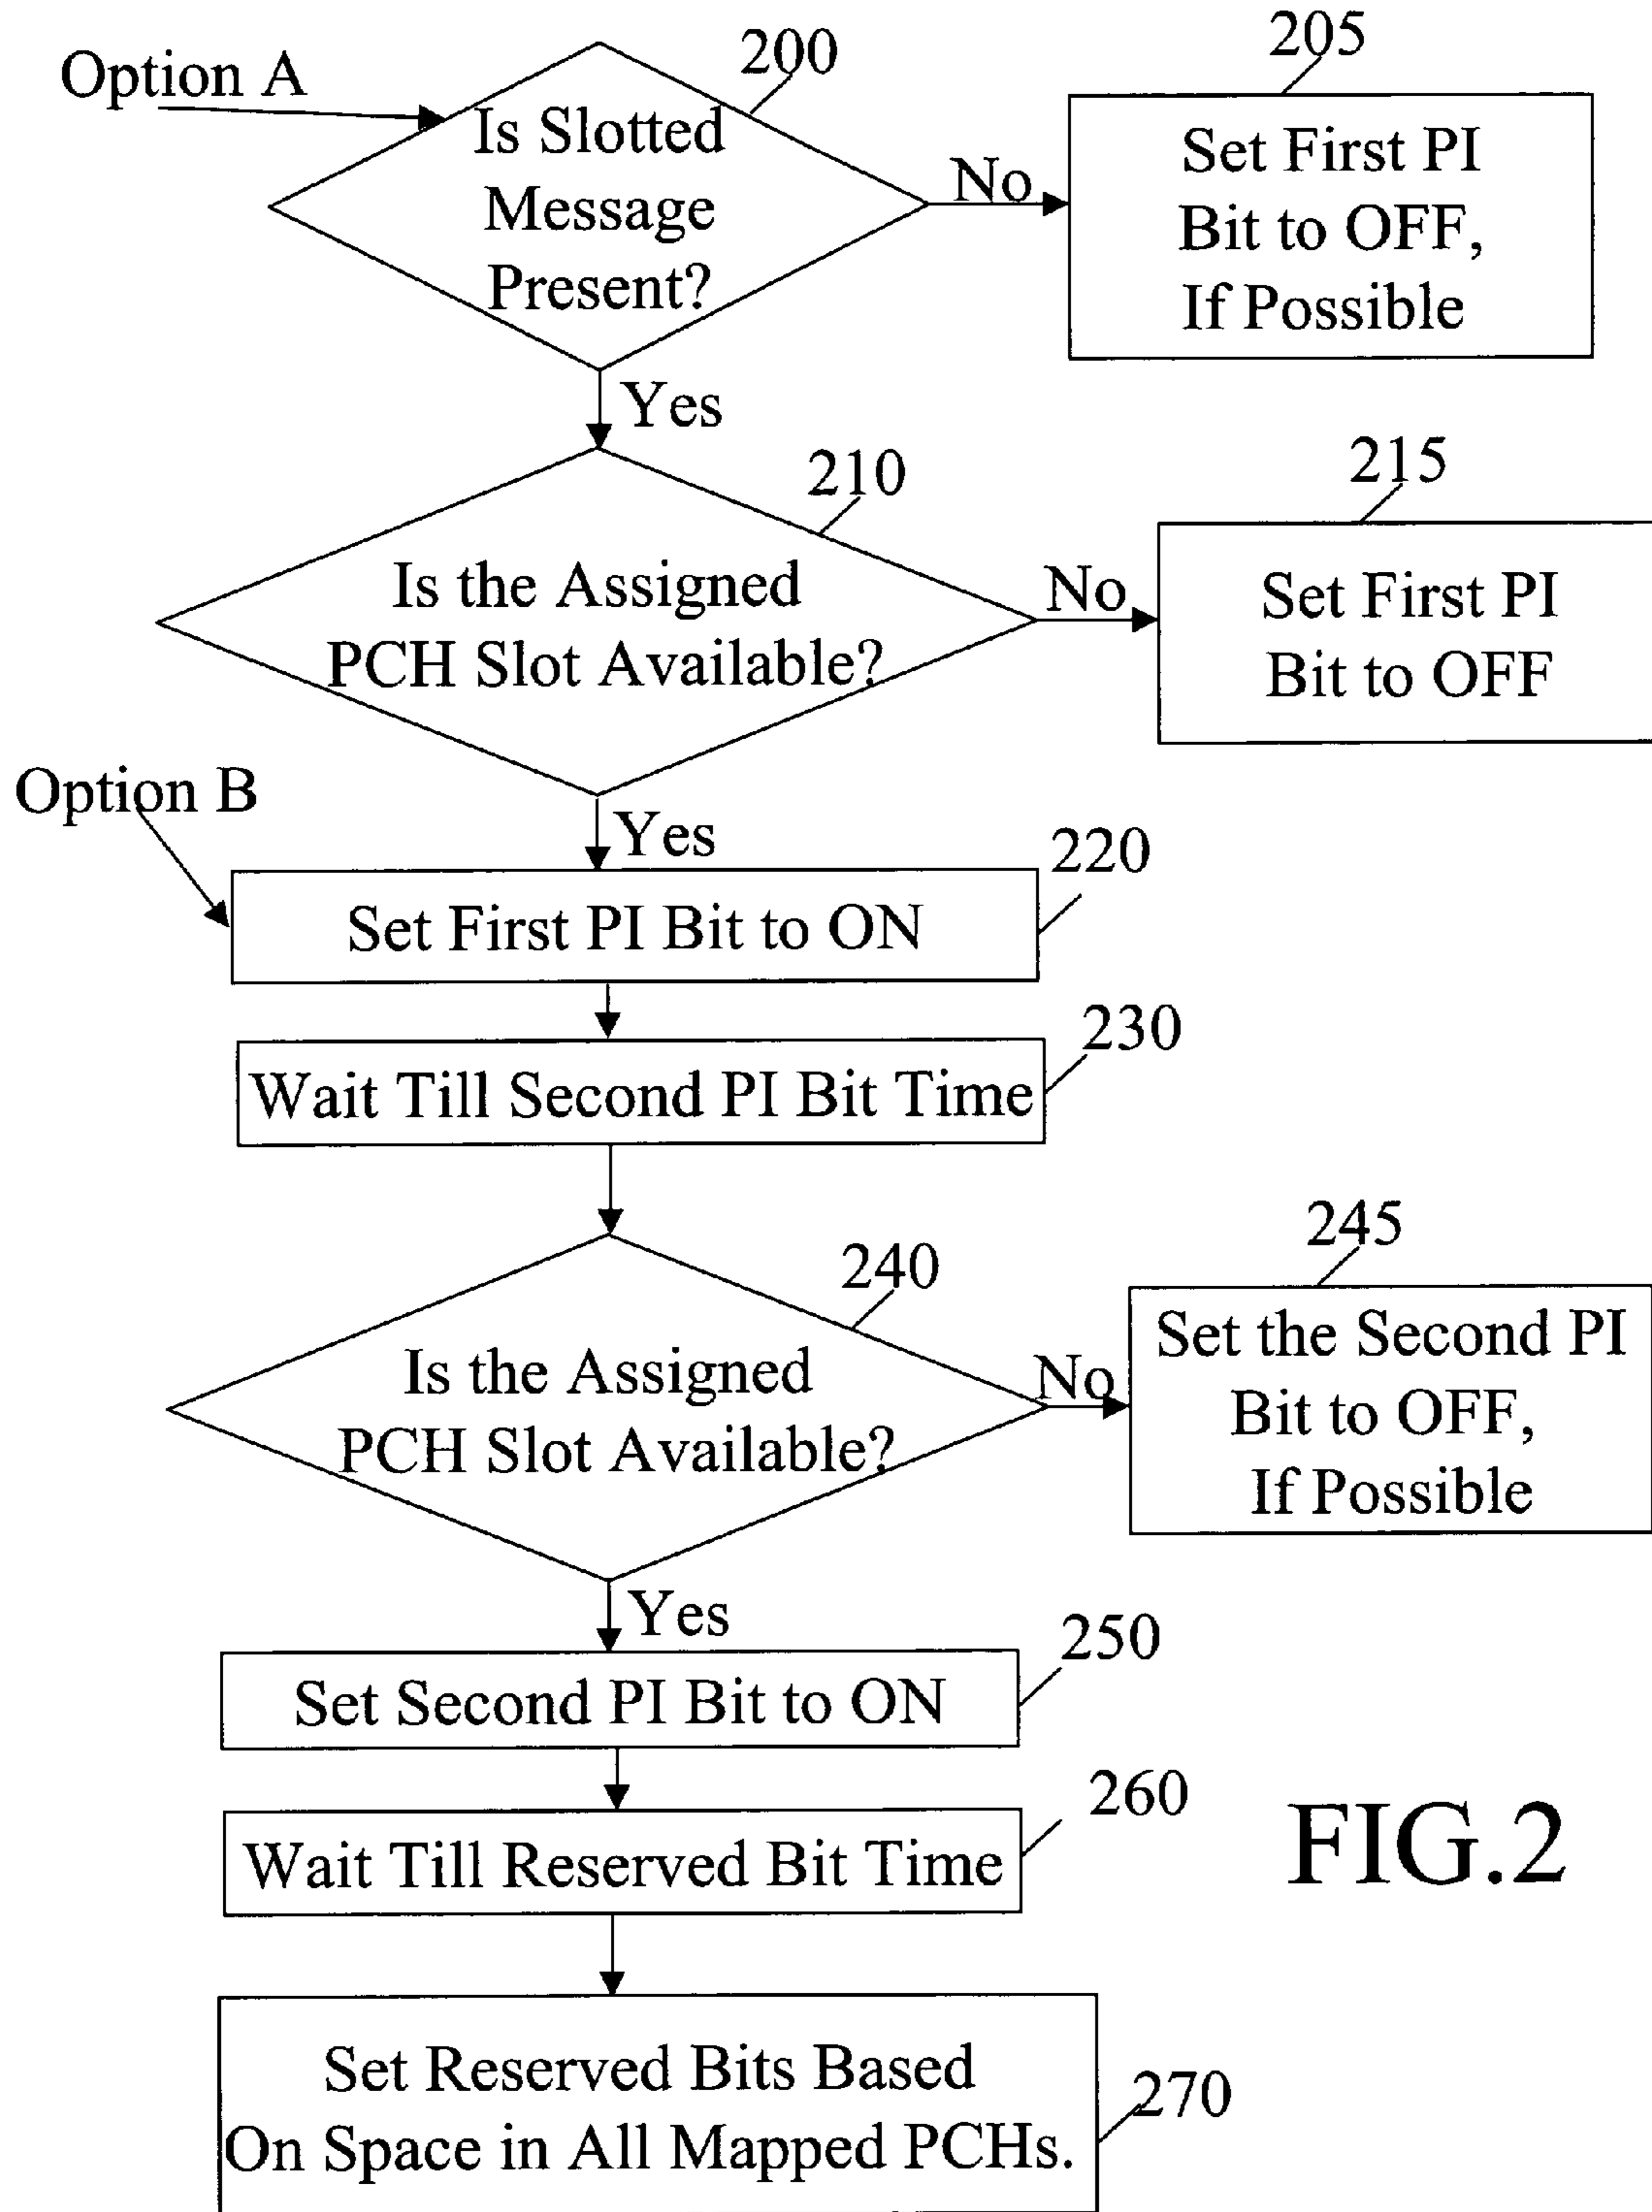 Option A
200
Is Slotted
Message
Present?
No
205
Set First PI
Bit to OFF,
If Possible
Yes
210
Is the Assigned
PCH Slot Available?
No
215
Set First PI
Bit to OFF
Option B
Yes
220
Set First PI Bit to ON
230
Wait Till Second PI Bit Time
240
Is the Assigned
PCH Slot Available?
No
245
Set the Second PI
Bit to OFF,
If Possible
Yes
250
Set Second PI Bit to ON
260
Wait Till Reserved Bit Time
FIG.2
270
Set Reserved Bits Based
On Space in All Mapped PCHs.